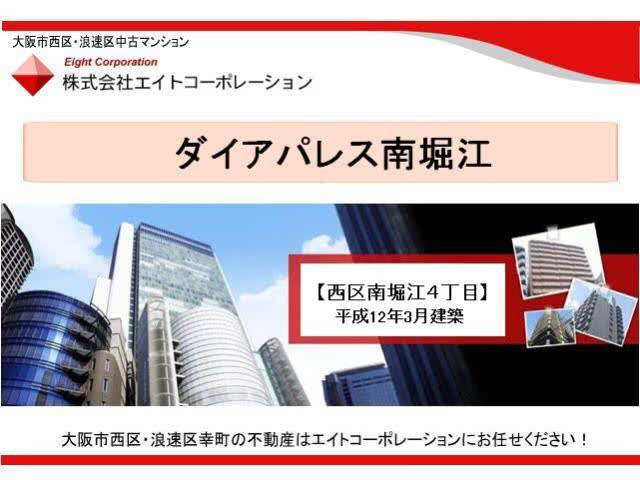 大阪市西区・浪速区中古マンション
Eight Corporation
株式会社エイトコーポレーション
ダイアパレス南堀江
【西区南堀江4丁目】
平成12年3月建築
大阪市西区・浪速区幸町の不動産はエイトコーポレーションにお任せください！